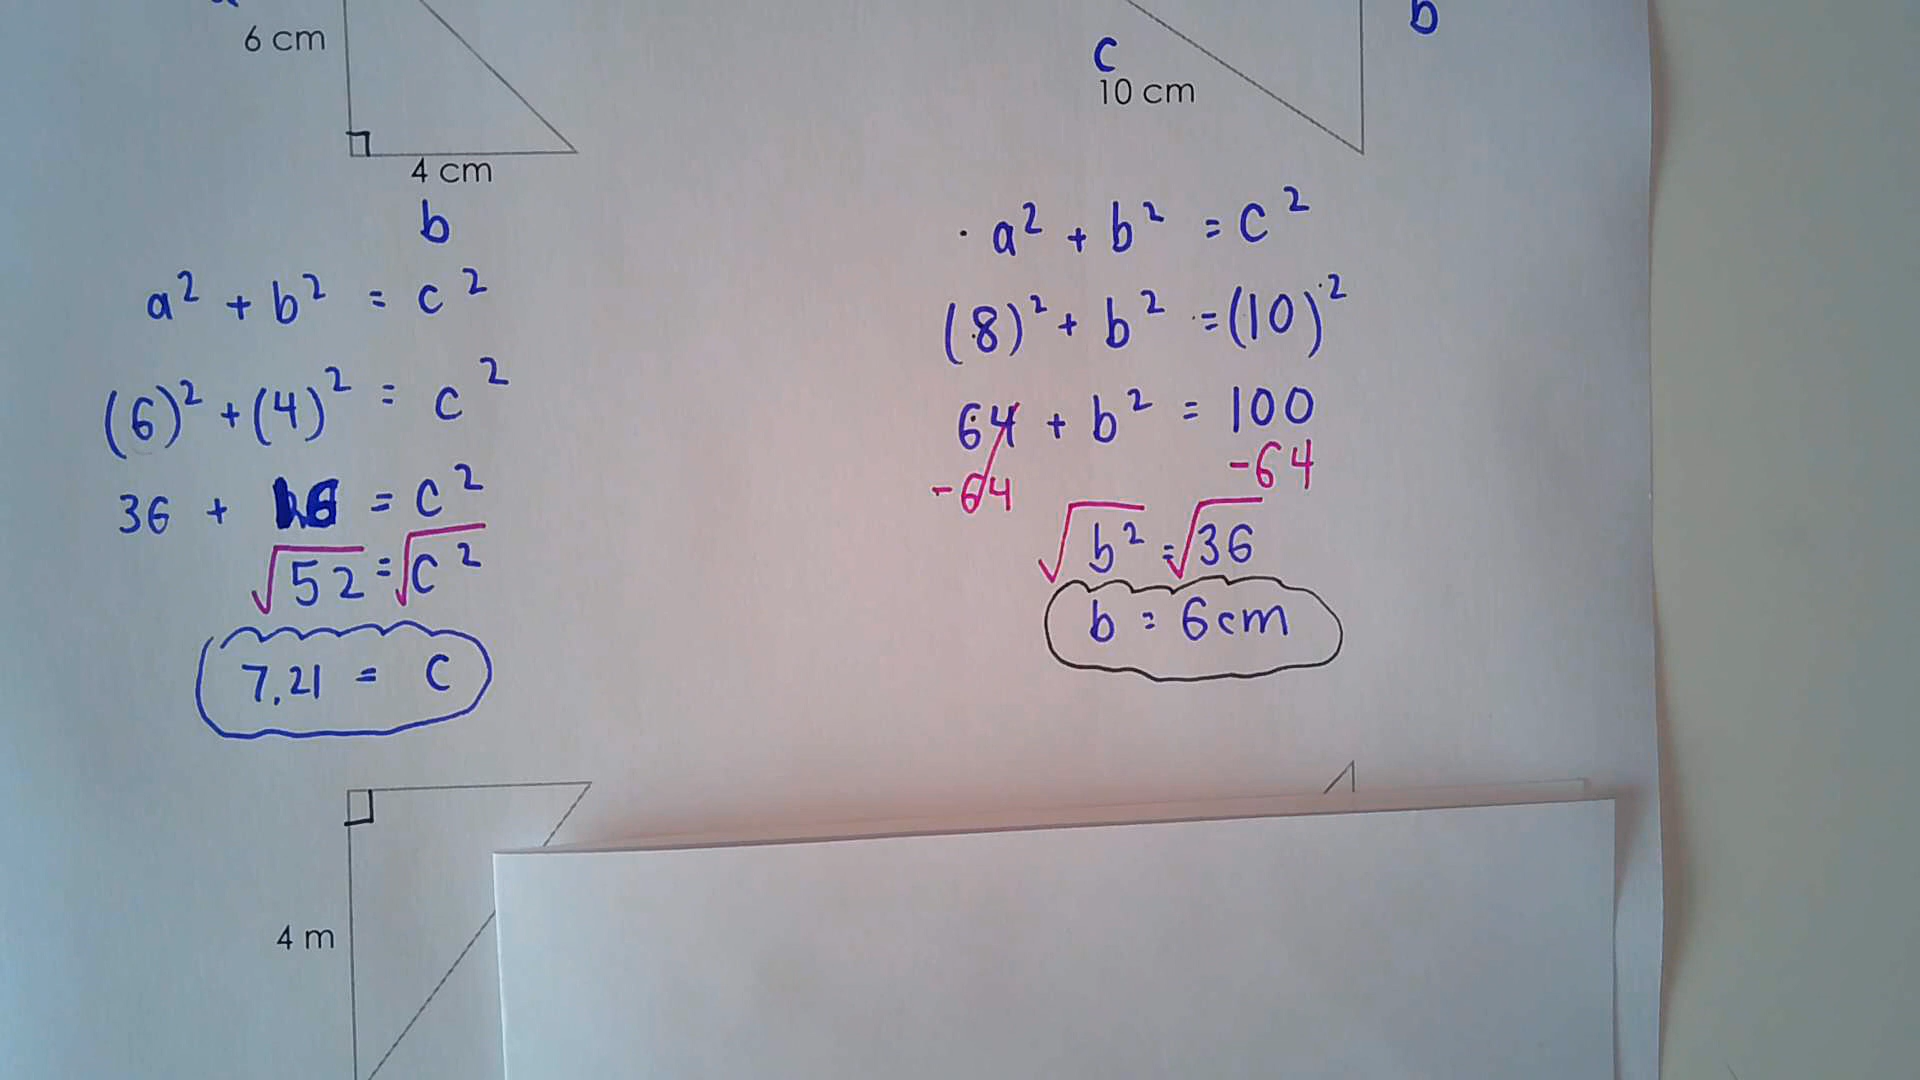 6 cm
4 cm
b
a² + b² = c²
(6)² + (4)² = c²
36 + 16 = c²
√52 = √c²
7.21 = c
4 m
b
c
10 cm
a² + b² = c²
(8)² + b² = (10)²
64 + b² = 100
-64 -64
√b² = √36
b = 6cm